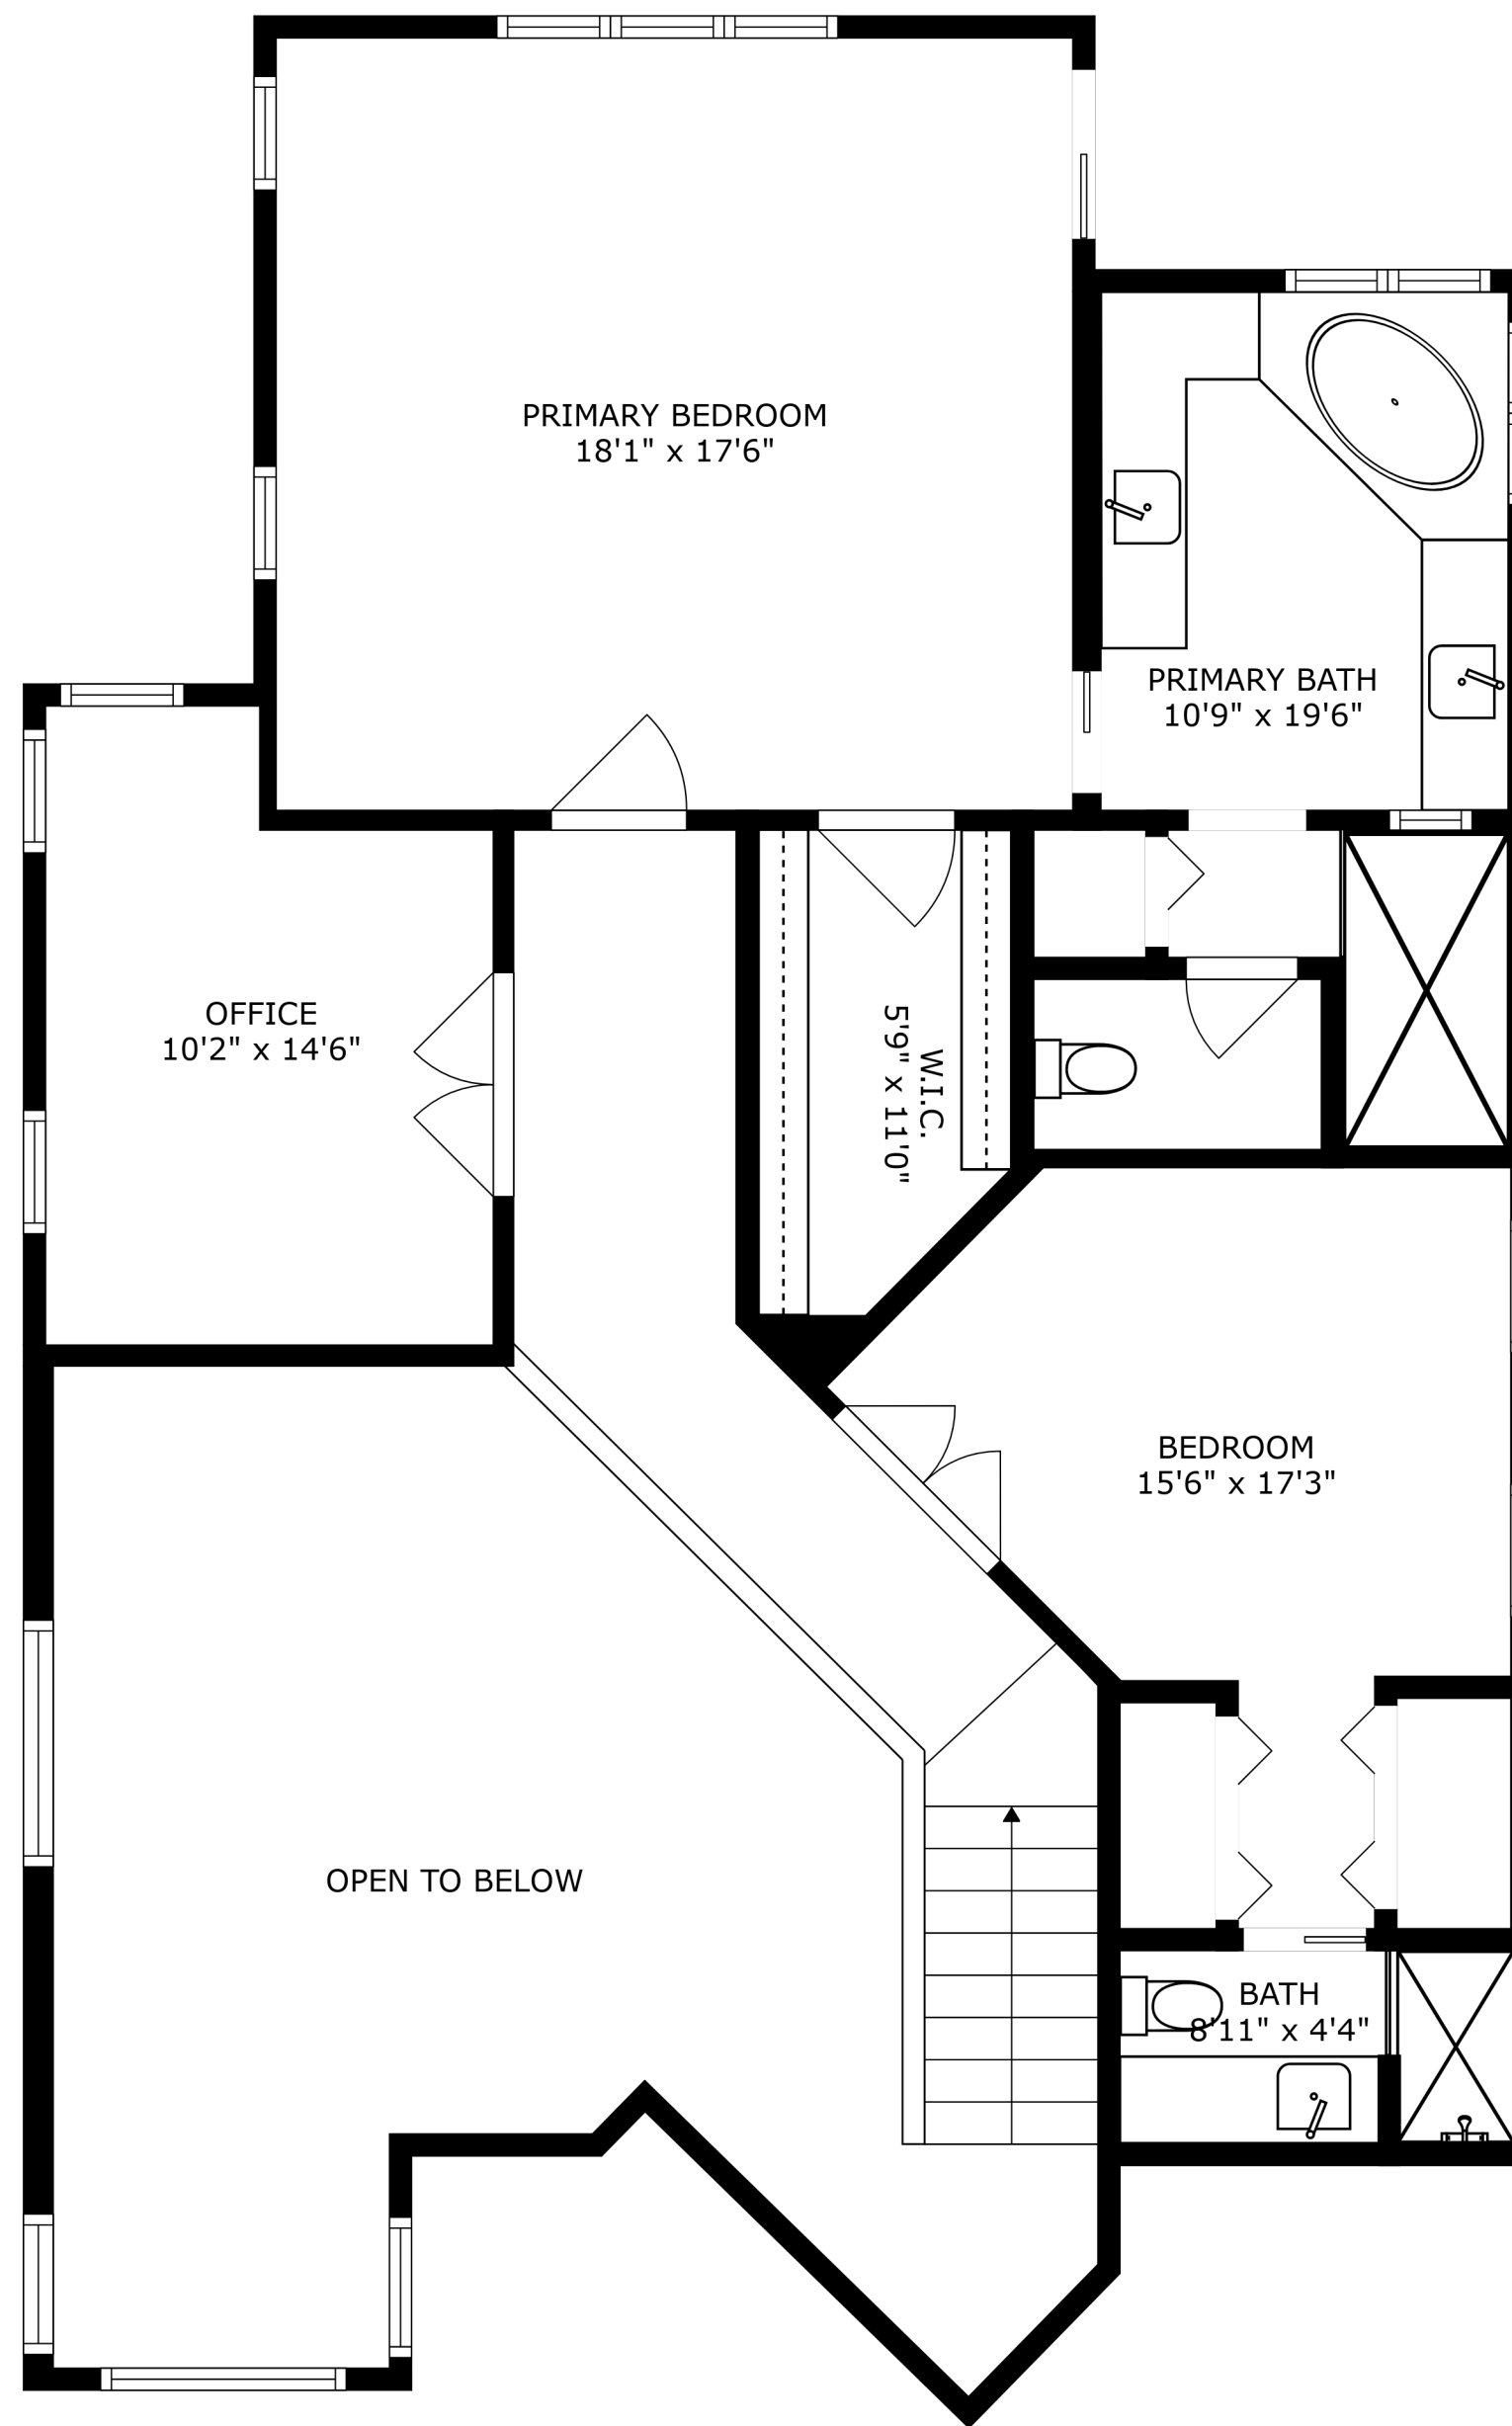 PRIMARY BEDROOM
18'1" x 17'6"
PRIMARY BATH
10'9" x 19'6"
OFFICE
10'2" x 14'6"
W.I.C.
5'9" x 11'0"
BEDROOM
15'6" x 17'3"
OPEN TO BELOW
BATH
8'11" x 4'4"